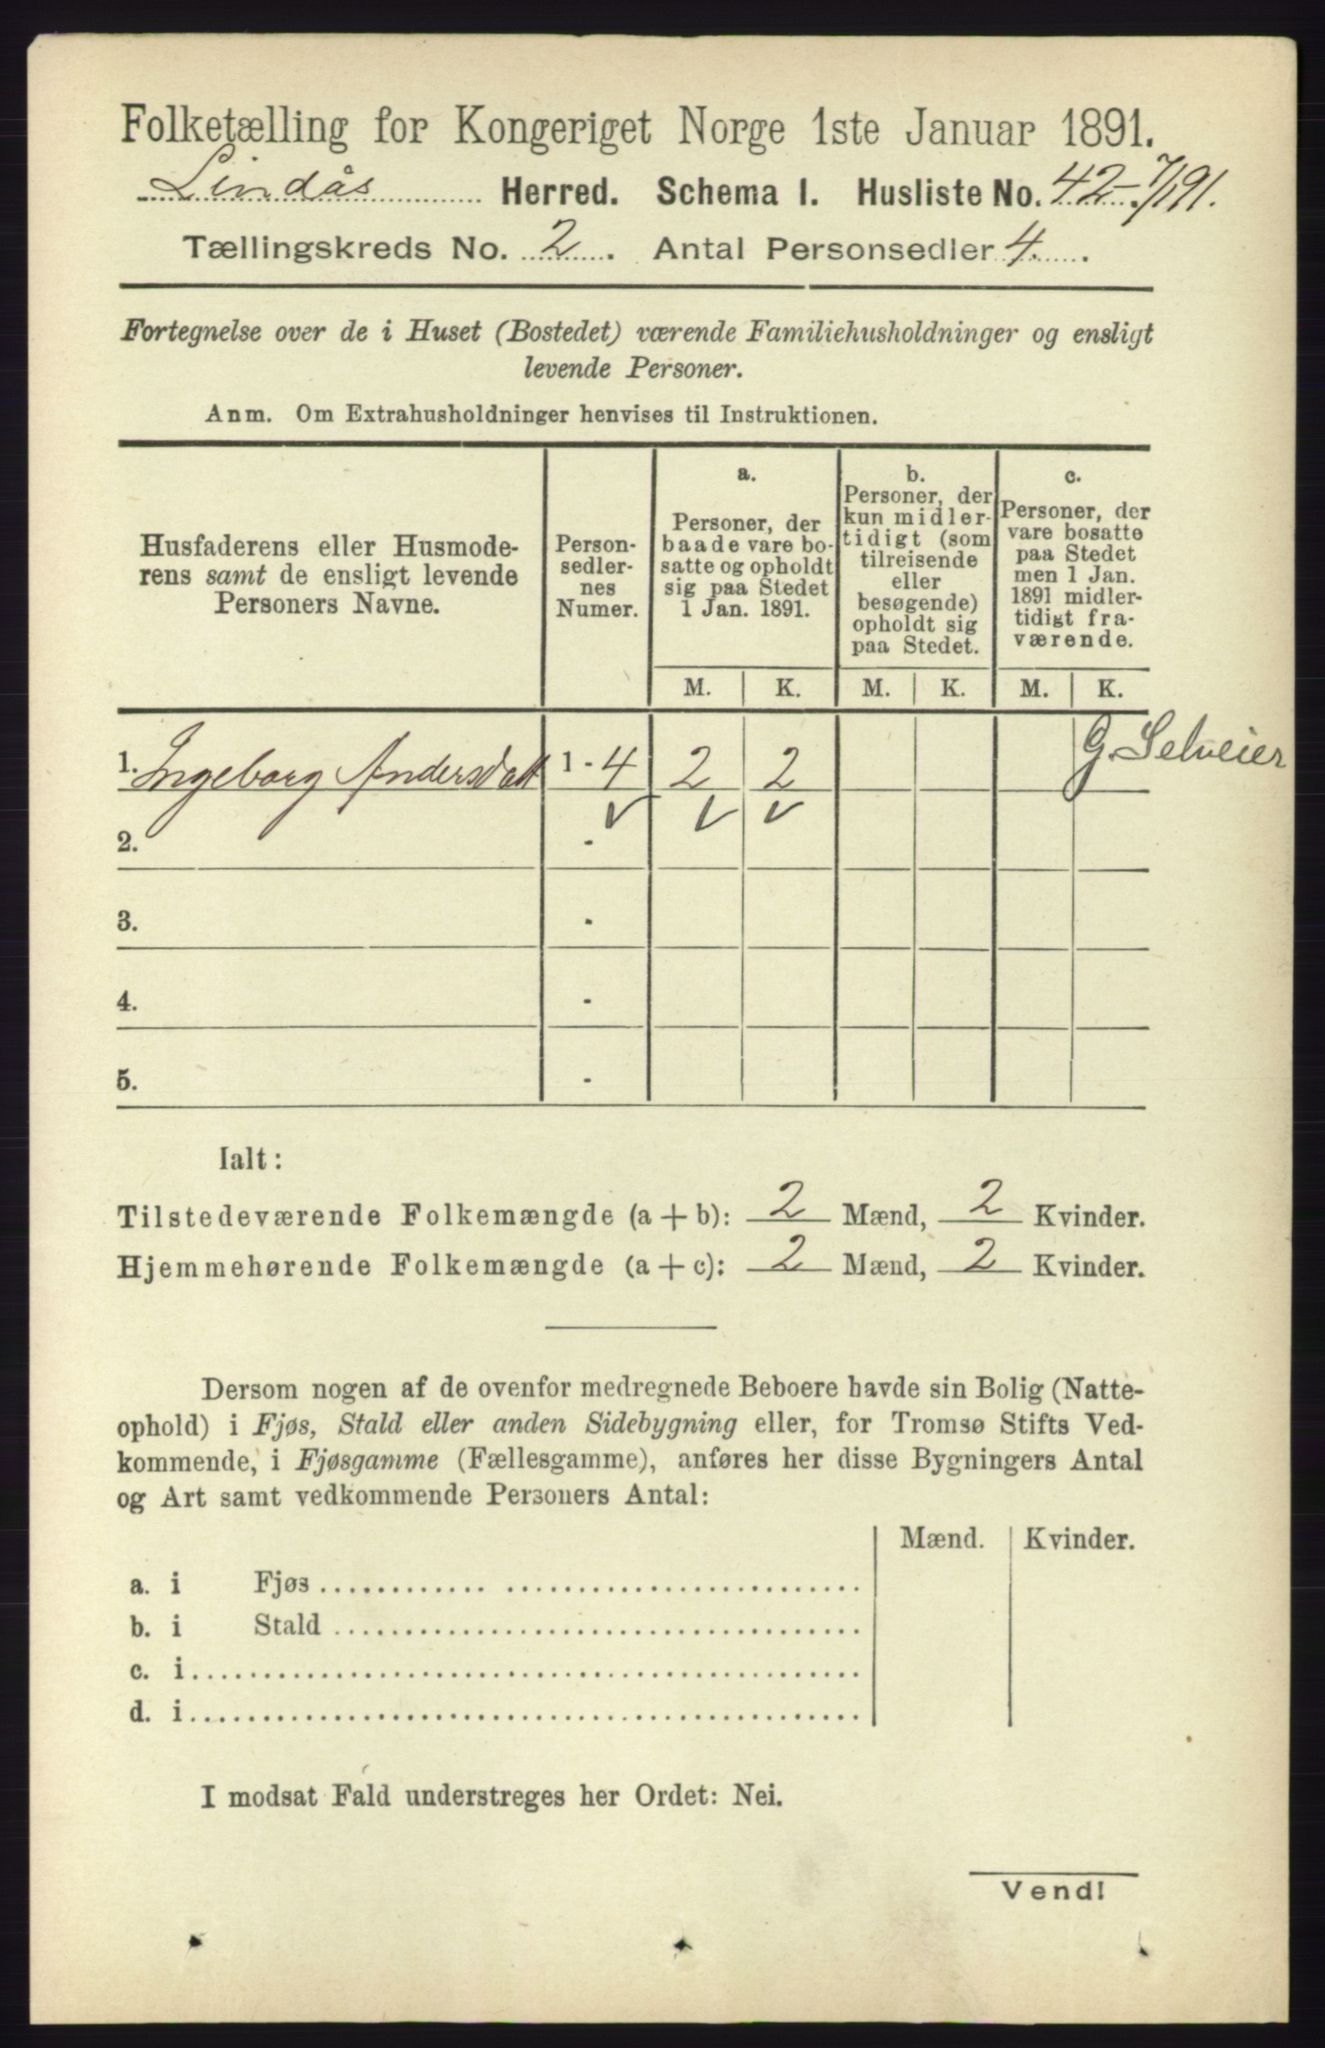 Folketælling for Kongeriget Norge 1ste Januar 1891.
Lindås Herred. Schema I. Husliste No. 42 - 7/191.
Tællingskreds No. 2. Antal Personsedler 4.
Fortegnelse over de i Huset (Bostedet) værende Familiehusholdninger og ensligt
levende Personer.
Anm. Om Extrahusholdninger henvises til Instruktionen.
Husfaderens eller Husmode-
rens samt de ensligt levende
Personers Navne.
Person-
sedler-
nes
Numer.
a.
Personer, der
baade vare bo-
satte og opholdt
sig paa Stedet
1 Jan. 1891.
b.
Personer, der
kun midler-
tidigt (som
tilreisende
eller
besøgende)
opholdt sig
paa Stedet.
c.
Personer, der
vare bosatte
paa Stedet
men 1 Jan.
1891 midler-
tidigt fra-
værende.
M. K. M. K. M. K.
1. Ingeborg Andersdatt 1 - 4 2 2 G. Selveier
2. -
3. -
4. -
5. -
Ialt:
Tilstedeværende Folkemængde (a + b): 2 Mænd, 2 Kvinder.
Hjemmehørende Folkemængde (a + c): 2 Mænd, 2 Kvinder.
Dersom nogen af de ovenfor medregnede Beboere havde sin Bolig (Natte-
ophold) i Fjøs, Stald eller anden Sidebygning eller, for Tromsø Stifts Ved-
kommende, i Fjøsgamme (Fællesgamme), anføres her disse Bygningers Antal
og Art samt vedkommende Personers Antal:
Mænd. Kvinder.
a. i Fjøs
b. i Stald
c. i
d. i
I modsat Fald understreges her Ordet: Nei.
Vend!